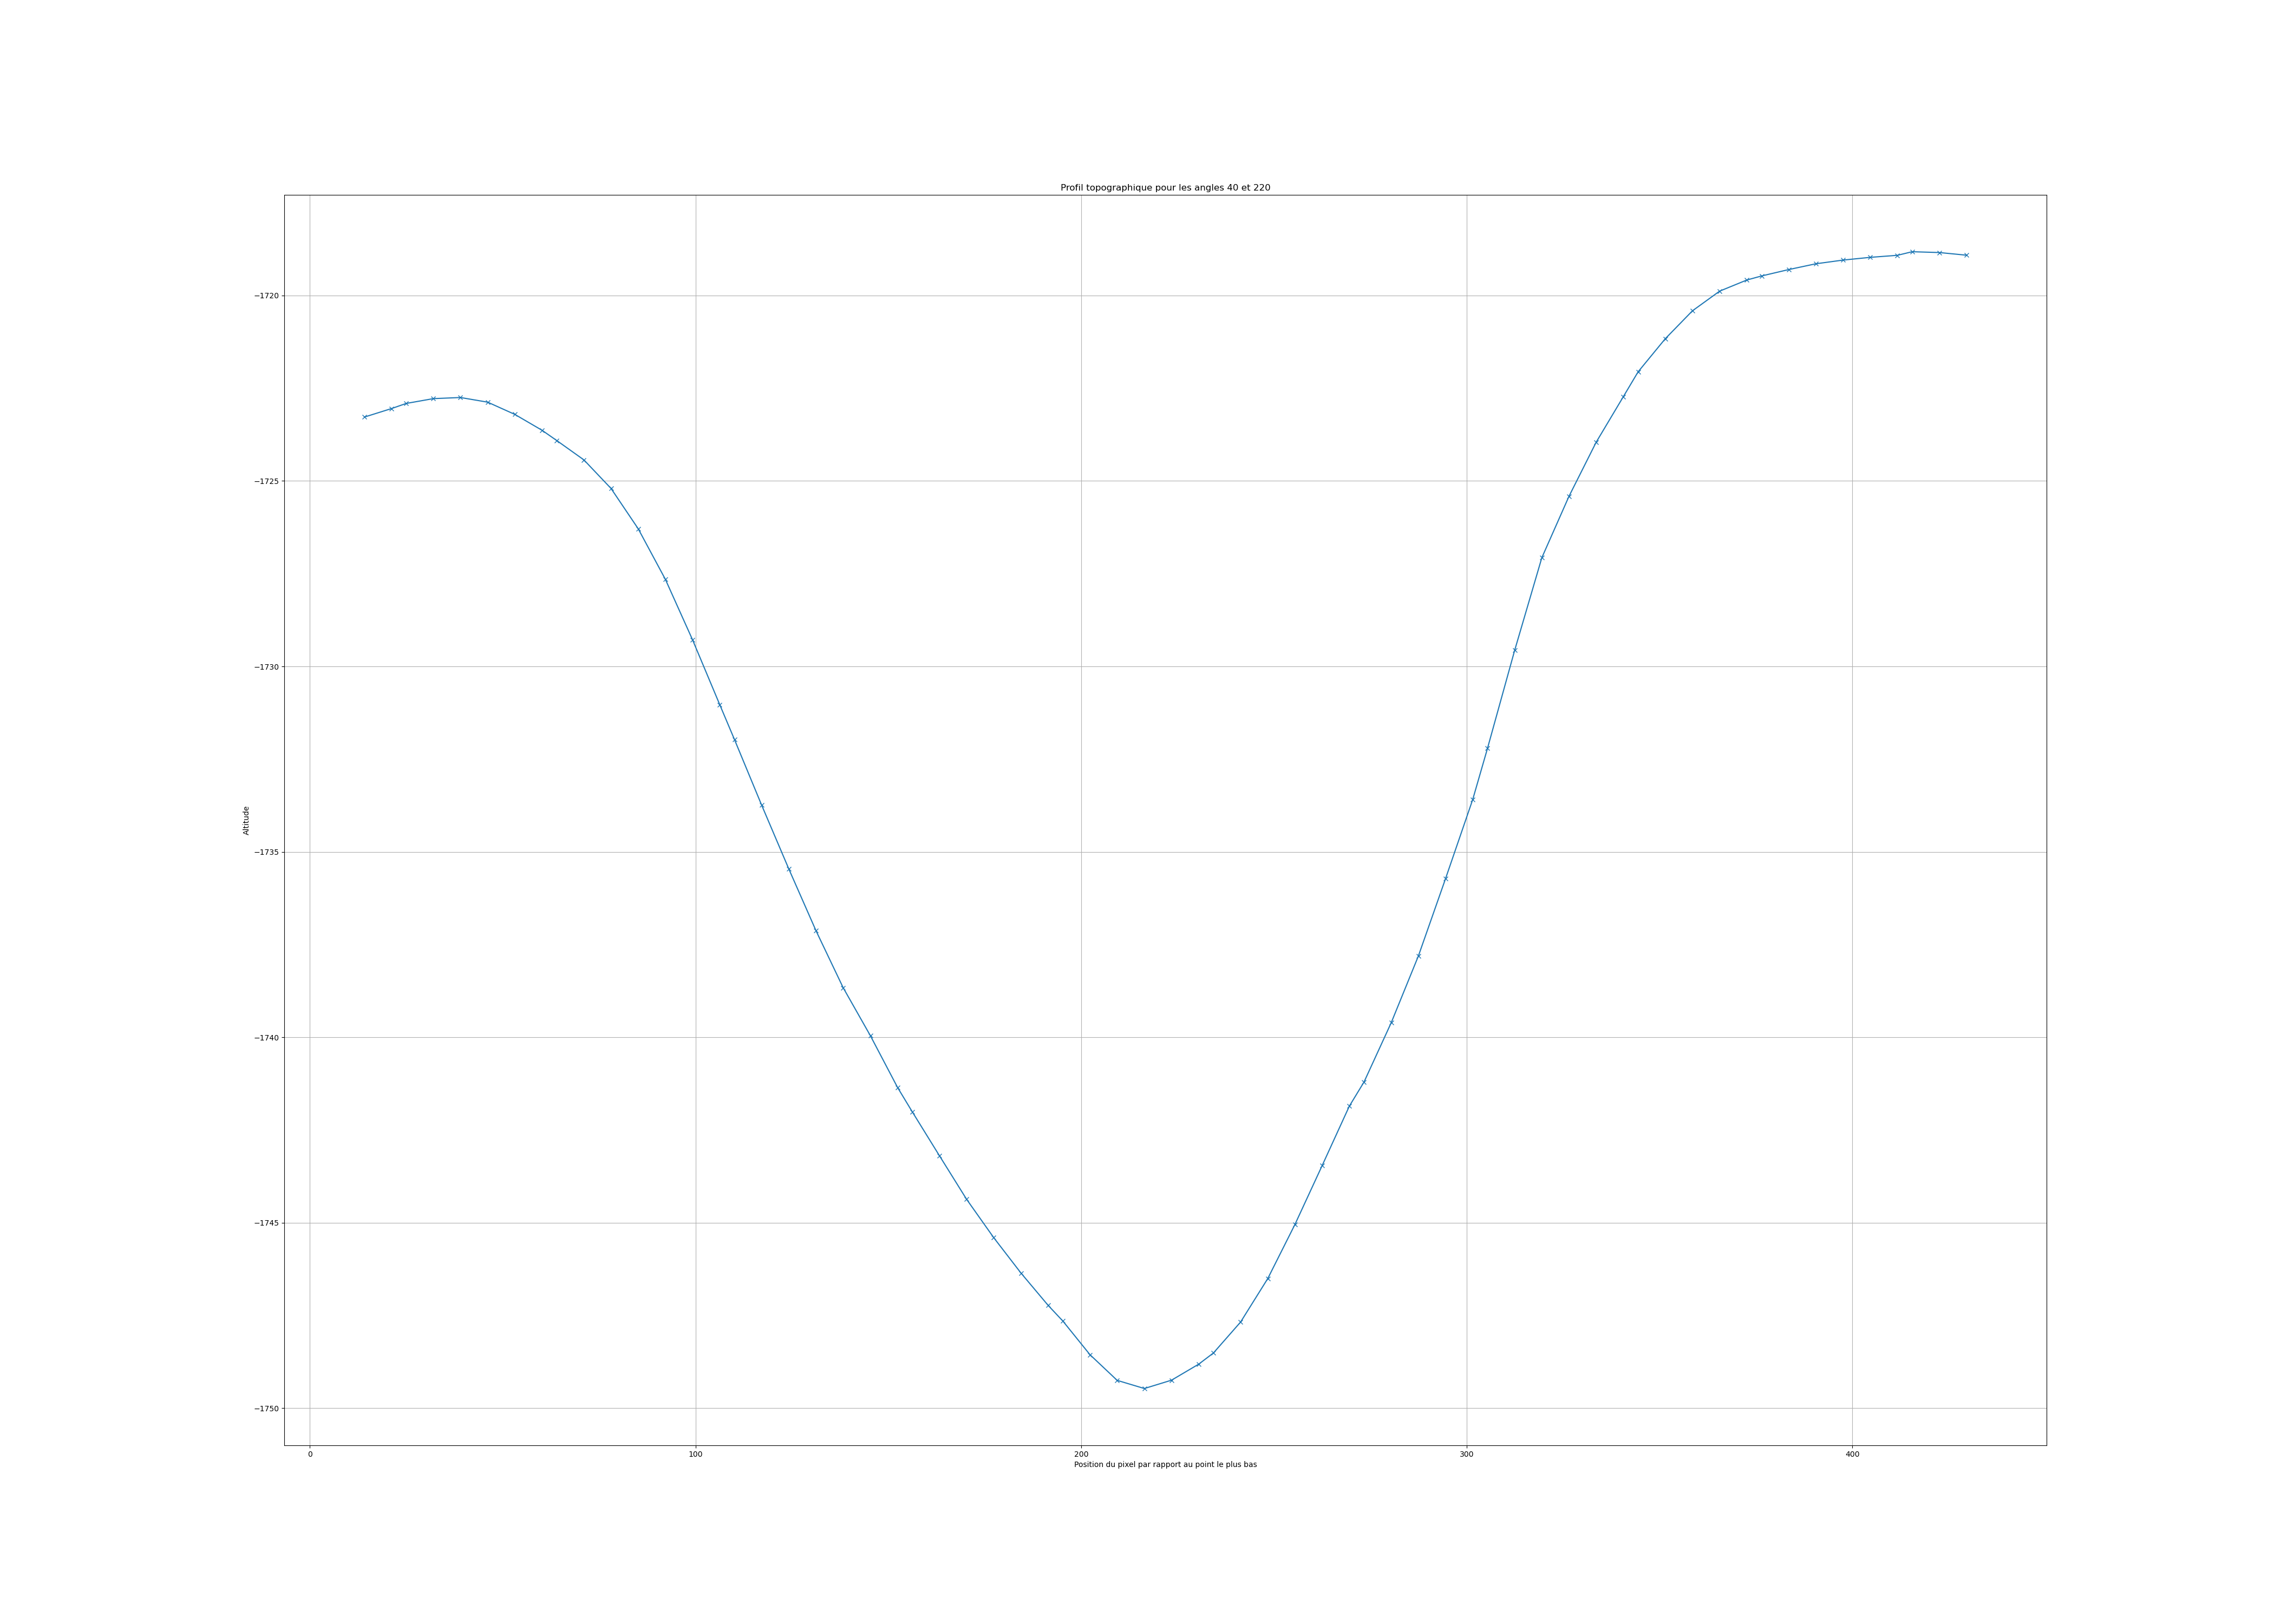 Profil topographique pour les angles 40 et 220
−1720
−1725
−1730
−1735
−1740
−1745
−1750
Altitude
0 100 200 300 400
Position du pixel par rapport au point le plus bas